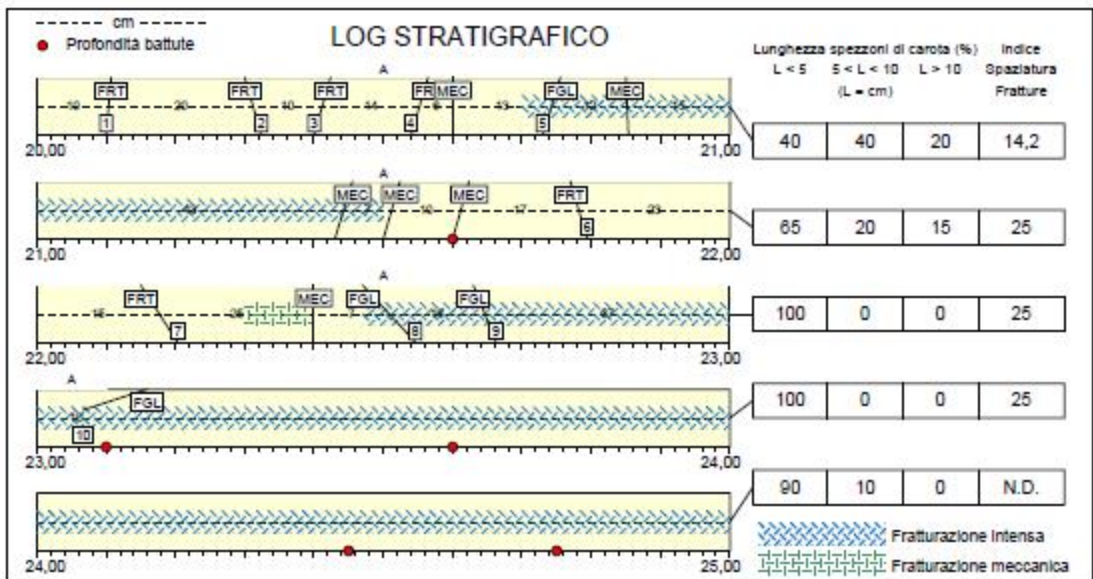 cm
Profondità battute
LOG STRATIGRAFICO
Lunghezza spezzoni di carota (%)
Indice
L < 5
5 < L < 10
L > 10
Spaziatura
(L = cm)
Fratture
A
FRT
FRT
FRT
MEC
FGL
MEC
1
2
3
4
5
20,00
21,00
40
40
20
14,2
A
MEC
MEC
MEC
FRT
17
23
6
21,00
22,00
65
20
15
25
A
FRT
MEC
FGL
FGL
7
8
9
22,00
23,00
100
0
0
25
A
FGL
10
23,00
24,00
100
0
0
25
24,00
25,00
90
10
0
N.D.
Fratturazione intensa
Fratturazione meccanica